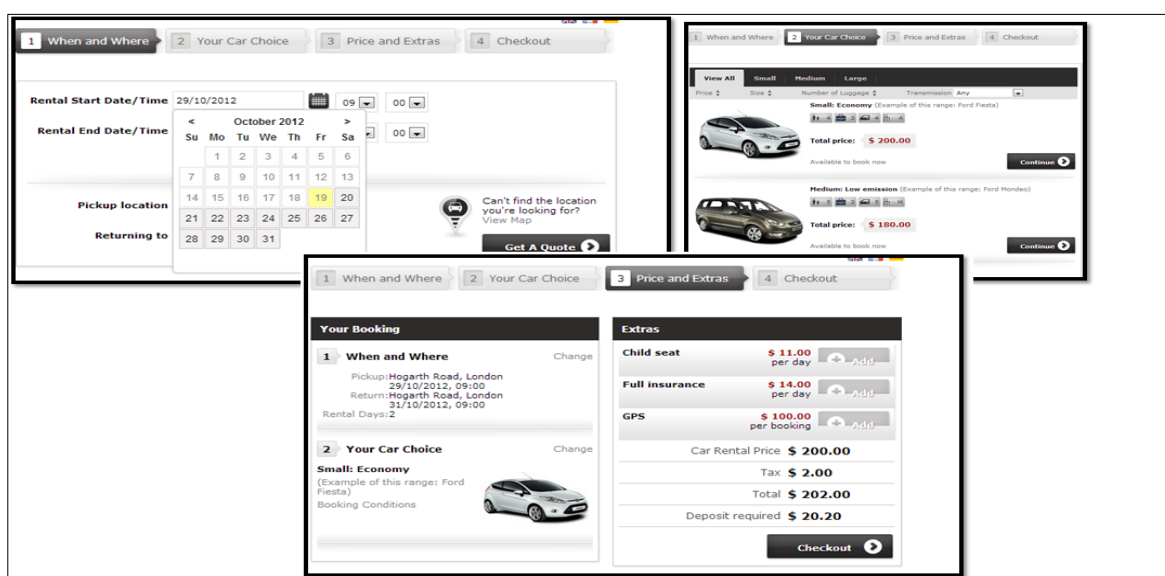 1 When and Where 2 Your Car Choice 3 Price and Extras 4 Checkout
Rental Start Date/Time 29/10/2012 09 00
Rental End Date/Time 00
< October 2012 >
Su Mo Tu We Th Fr Sa
1 2 3 4 5 6
7 8 9 10 11 12 13
14 15 16 17 18 19 20
21 22 23 24 25 26 27
28 29 30 31
Pickup location
Returning to
Can't find the location
you're looking for?
View Map
Get A Quote
1 When and Where 2 Your Car Choice 3 Price and Extras 4 Checkout
View All Small Medium Large
Price Size Number of Luggage Transmission Any
Small: Economy (Example of this range: Ford Fiesta)
4 3 4
Total price: $ 200.00
Available to book now Continue
Medium: Low emission (Example of this range: Ford Mondeo)
5 3 5 M
Total price: $ 180.00
Available to book now Continue
1 When and Where 2 Your Car Choice 3 Price and Extras 4 Checkout
Your Booking
1 When and Where Change
Pickup:Hogarth Road, London
29/10/2012, 09:00
Return:Hogarth Road, London
31/10/2012, 09:00
Rental Days:2
2 Your Car Choice Change
Small: Economy
(Example of this range: Ford
Fiesta)
Booking Conditions
Extras
Child seat $ 11.00
per day Add
Full insurance $ 14.00
per day Add
GPS $ 100.00
per booking Add
Car Rental Price $ 200.00
Tax $ 2.00
Total $ 202.00
Deposit required $ 20.20
Checkout